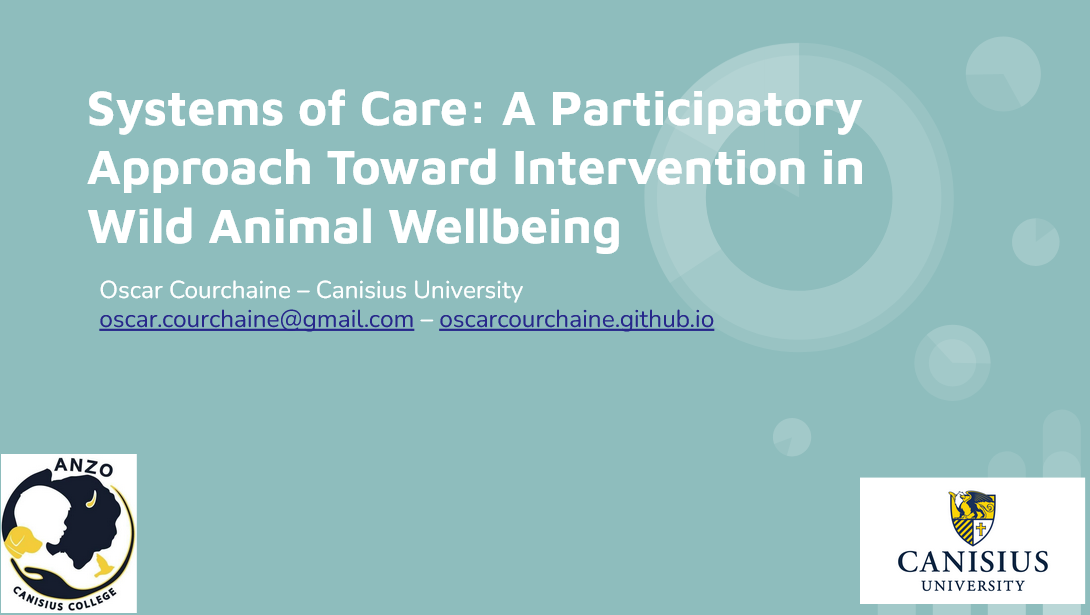 Systems of Care: A Participatory
Approach Toward Intervention in
Wild Animal Wellbeing
Oscar Courchaine – Canisius University
oscar.courchaine@gmail.com – oscarcourchaine.github.io
ANZO
CANISIUS COLLEGE
CANISIUS
UNIVERSITY